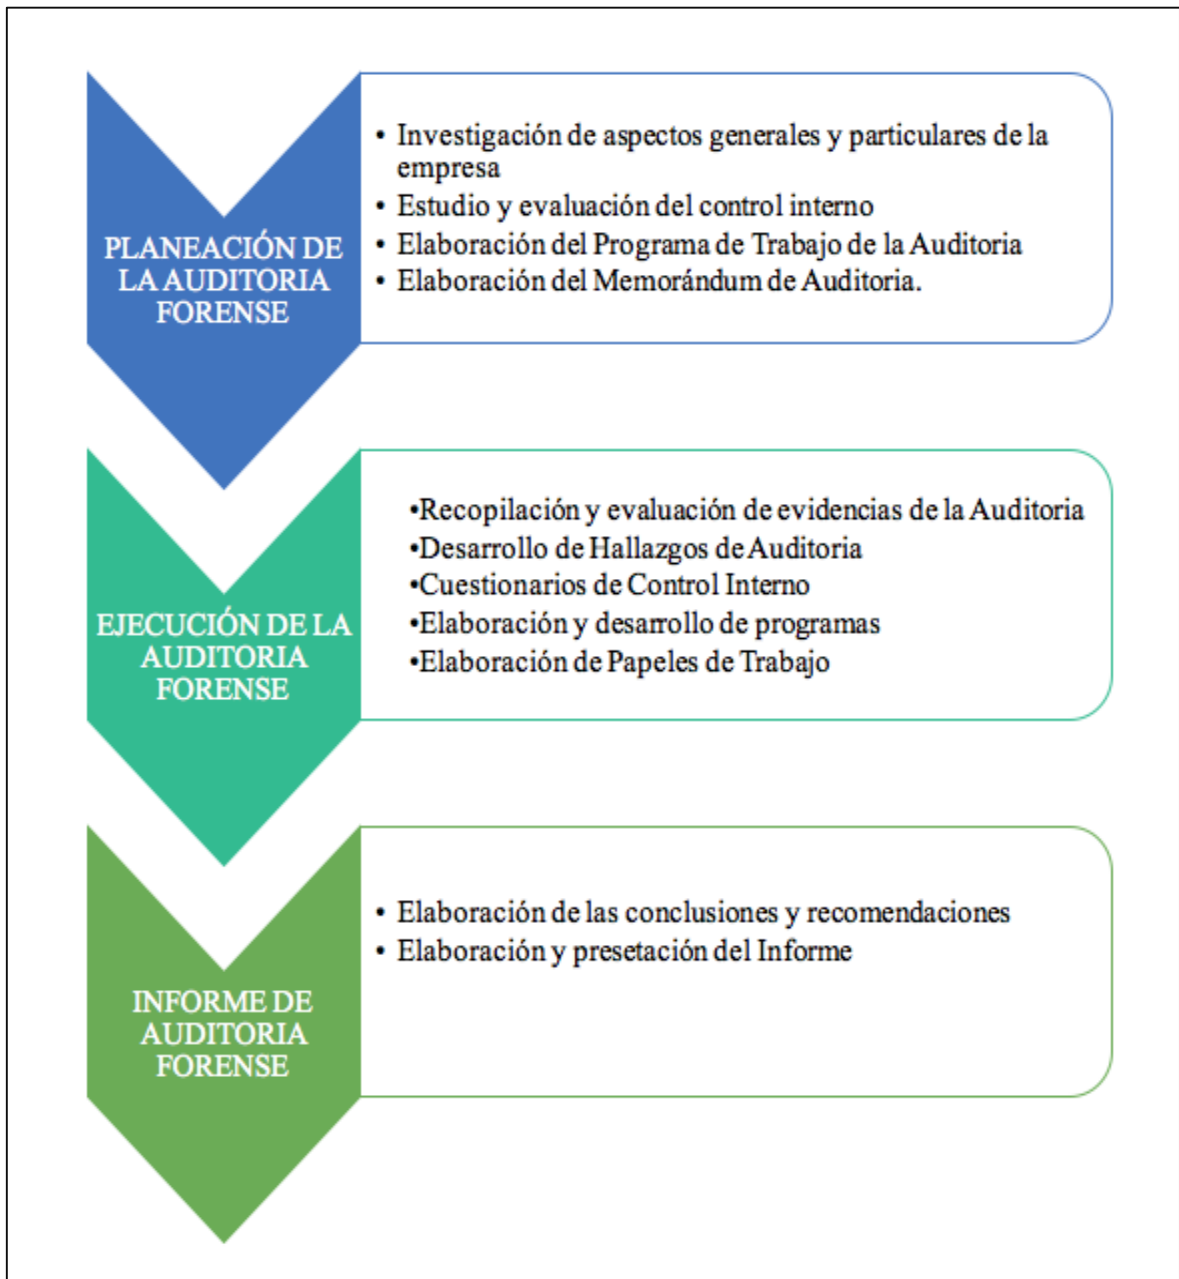 PLANEACIÓN DE
LA AUDITORIA
FORENSE
• Investigación de aspectos generales y particulares de la
empresa
• Estudio y evaluación del control interno
• Elaboración del Programa de Trabajo de la Auditoria
• Elaboración del Memorándum de Auditoria.
EJECUCIÓN DE LA
AUDITORIA
FORENSE
•Recopilación y evaluación de evidencias de la Auditoria
•Desarrollo de Hallazgos de Auditoria
•Cuestionarios de Control Interno
•Elaboración y desarrollo de programas
•Elaboración de Papeles de Trabajo
INFORME DE
AUDITORIA
FORENSE
• Elaboración de las conclusiones y recomendaciones
• Elaboración y presetación del Informe